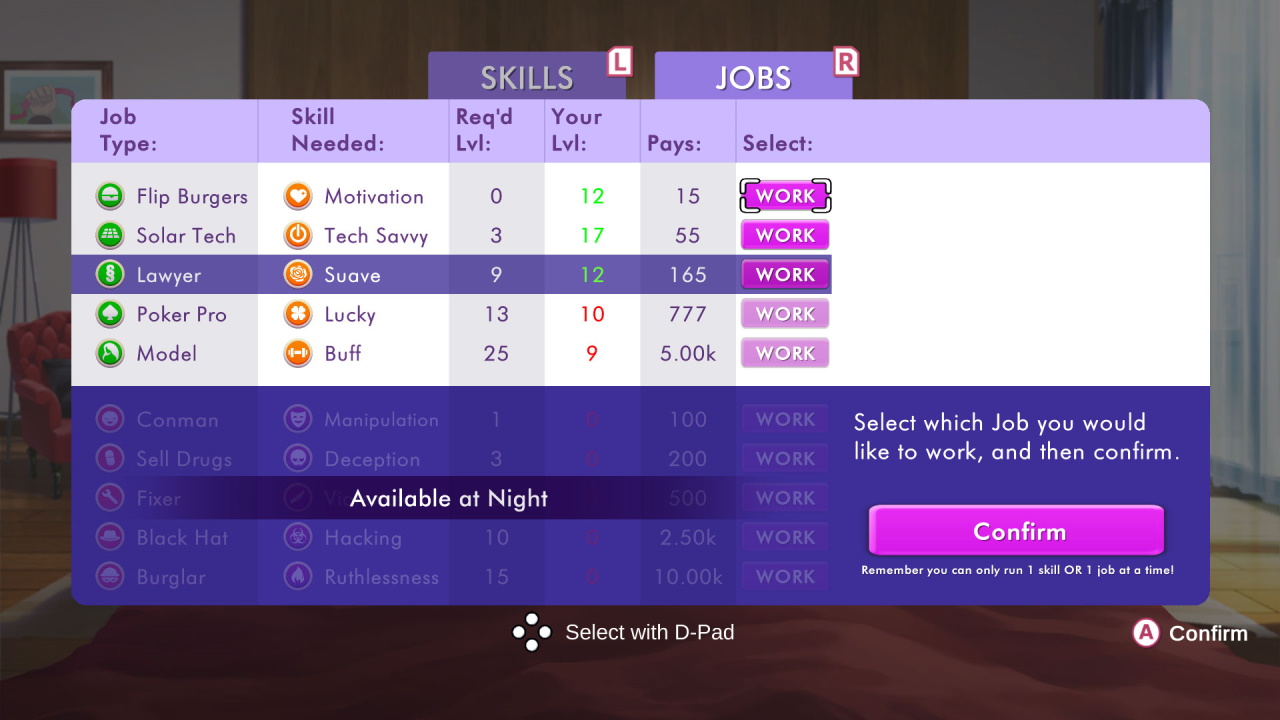 SKILLS L JOBS R
Job Type: Skill Needed: Req'd Lvl: Your Lvl: Pays: Select:
Flip Burgers Motivation 0 12 15 WORK
Solar Tech Tech Savvy 3 17 55 WORK
Lawyer Suave 9 12 165 WORK
Poker Pro Lucky 13 10 777 WORK
Model Buff 25 9 5.00k WORK
Conman Manipulation 1 0 100 WORK
Sell Drugs Deception 3 0 200 WORK
Fixer 500 WORK
Available at Night
Black Hat Hacking 10 0 2.50k WORK
Burglar Ruthlessness 15 0 10.00k WORK
Select which Job you would
like to work, and then confirm.
Confirm
Remember you can only run 1 skill OR 1 job at a time!
Select with D-Pad
A Confirm